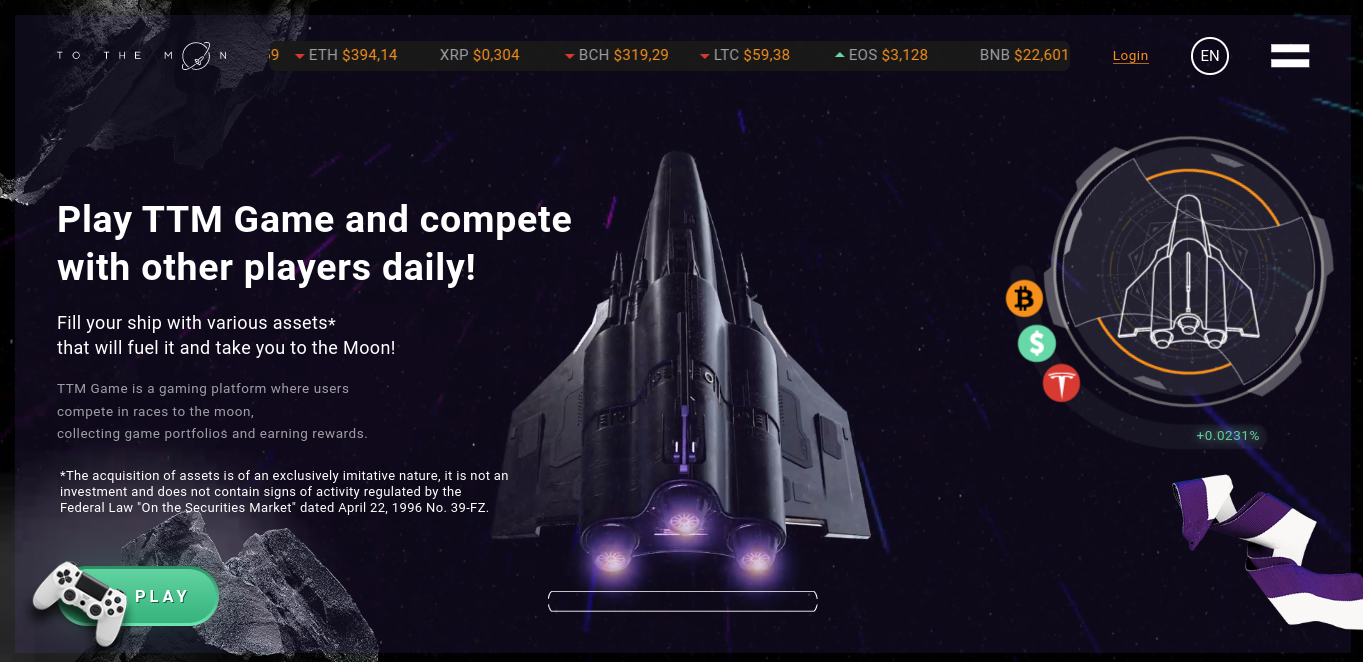 TO THE MOON
59 ETH $394,14 XRP $0,304 BCH $319,29 LTC $59,38 EOS $3,128 BNB $22,601
Login
EN
Play TTM Game and compete
with other players daily!
Fill your ship with various assets*
that will fuel it and take you to the Moon!
TTM Game is a gaming platform where users
compete in races to the moon,
collecting game portfolios and earning rewards.
+0.0231%
*The acquisition of assets is of an exclusively imitative nature, it is not an
investment and does not contain signs of activity regulated by the
Federal Law "On the Securities Market" dated April 22, 1996 No. 39-FZ.
PLAY